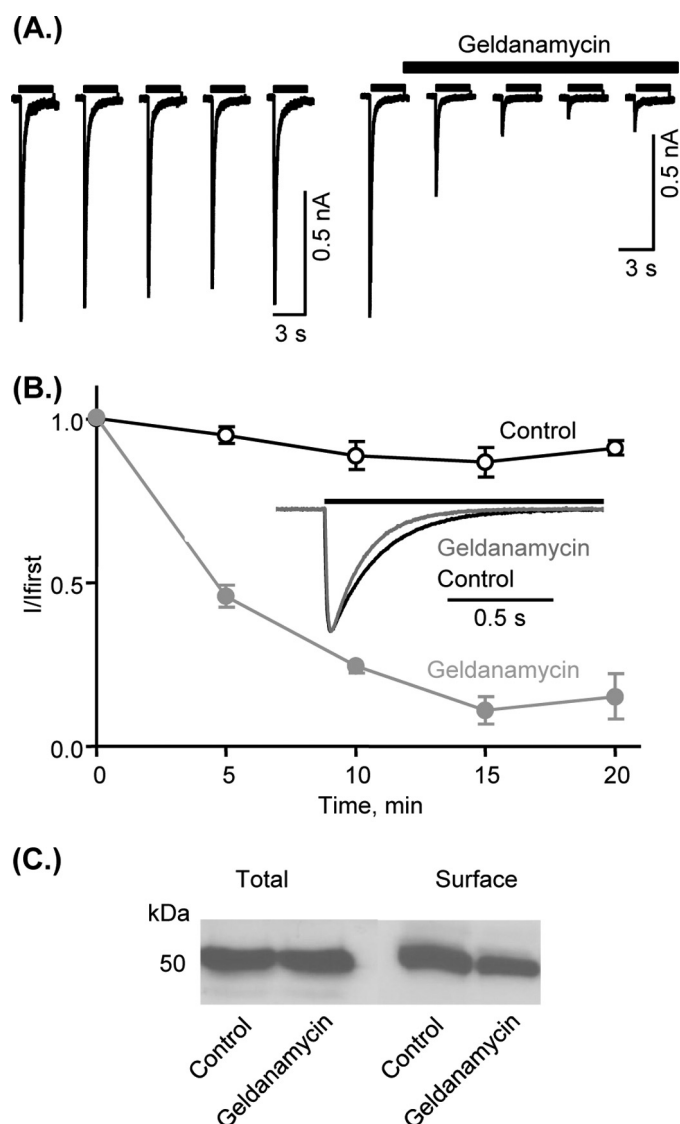 (A.)
Geldanamycin
0.5 nA
3 s
0.5 nA
3 s
(B.)
1.0
0.5
0.0
I/Ifirst
Control
Geldanamycin
Control
0.5 s
Geldanamycin
0 5 10 15 20
Time, min
(C.)
Total Surface
kDa
50
Control Geldanamycin Control Geldanamycin